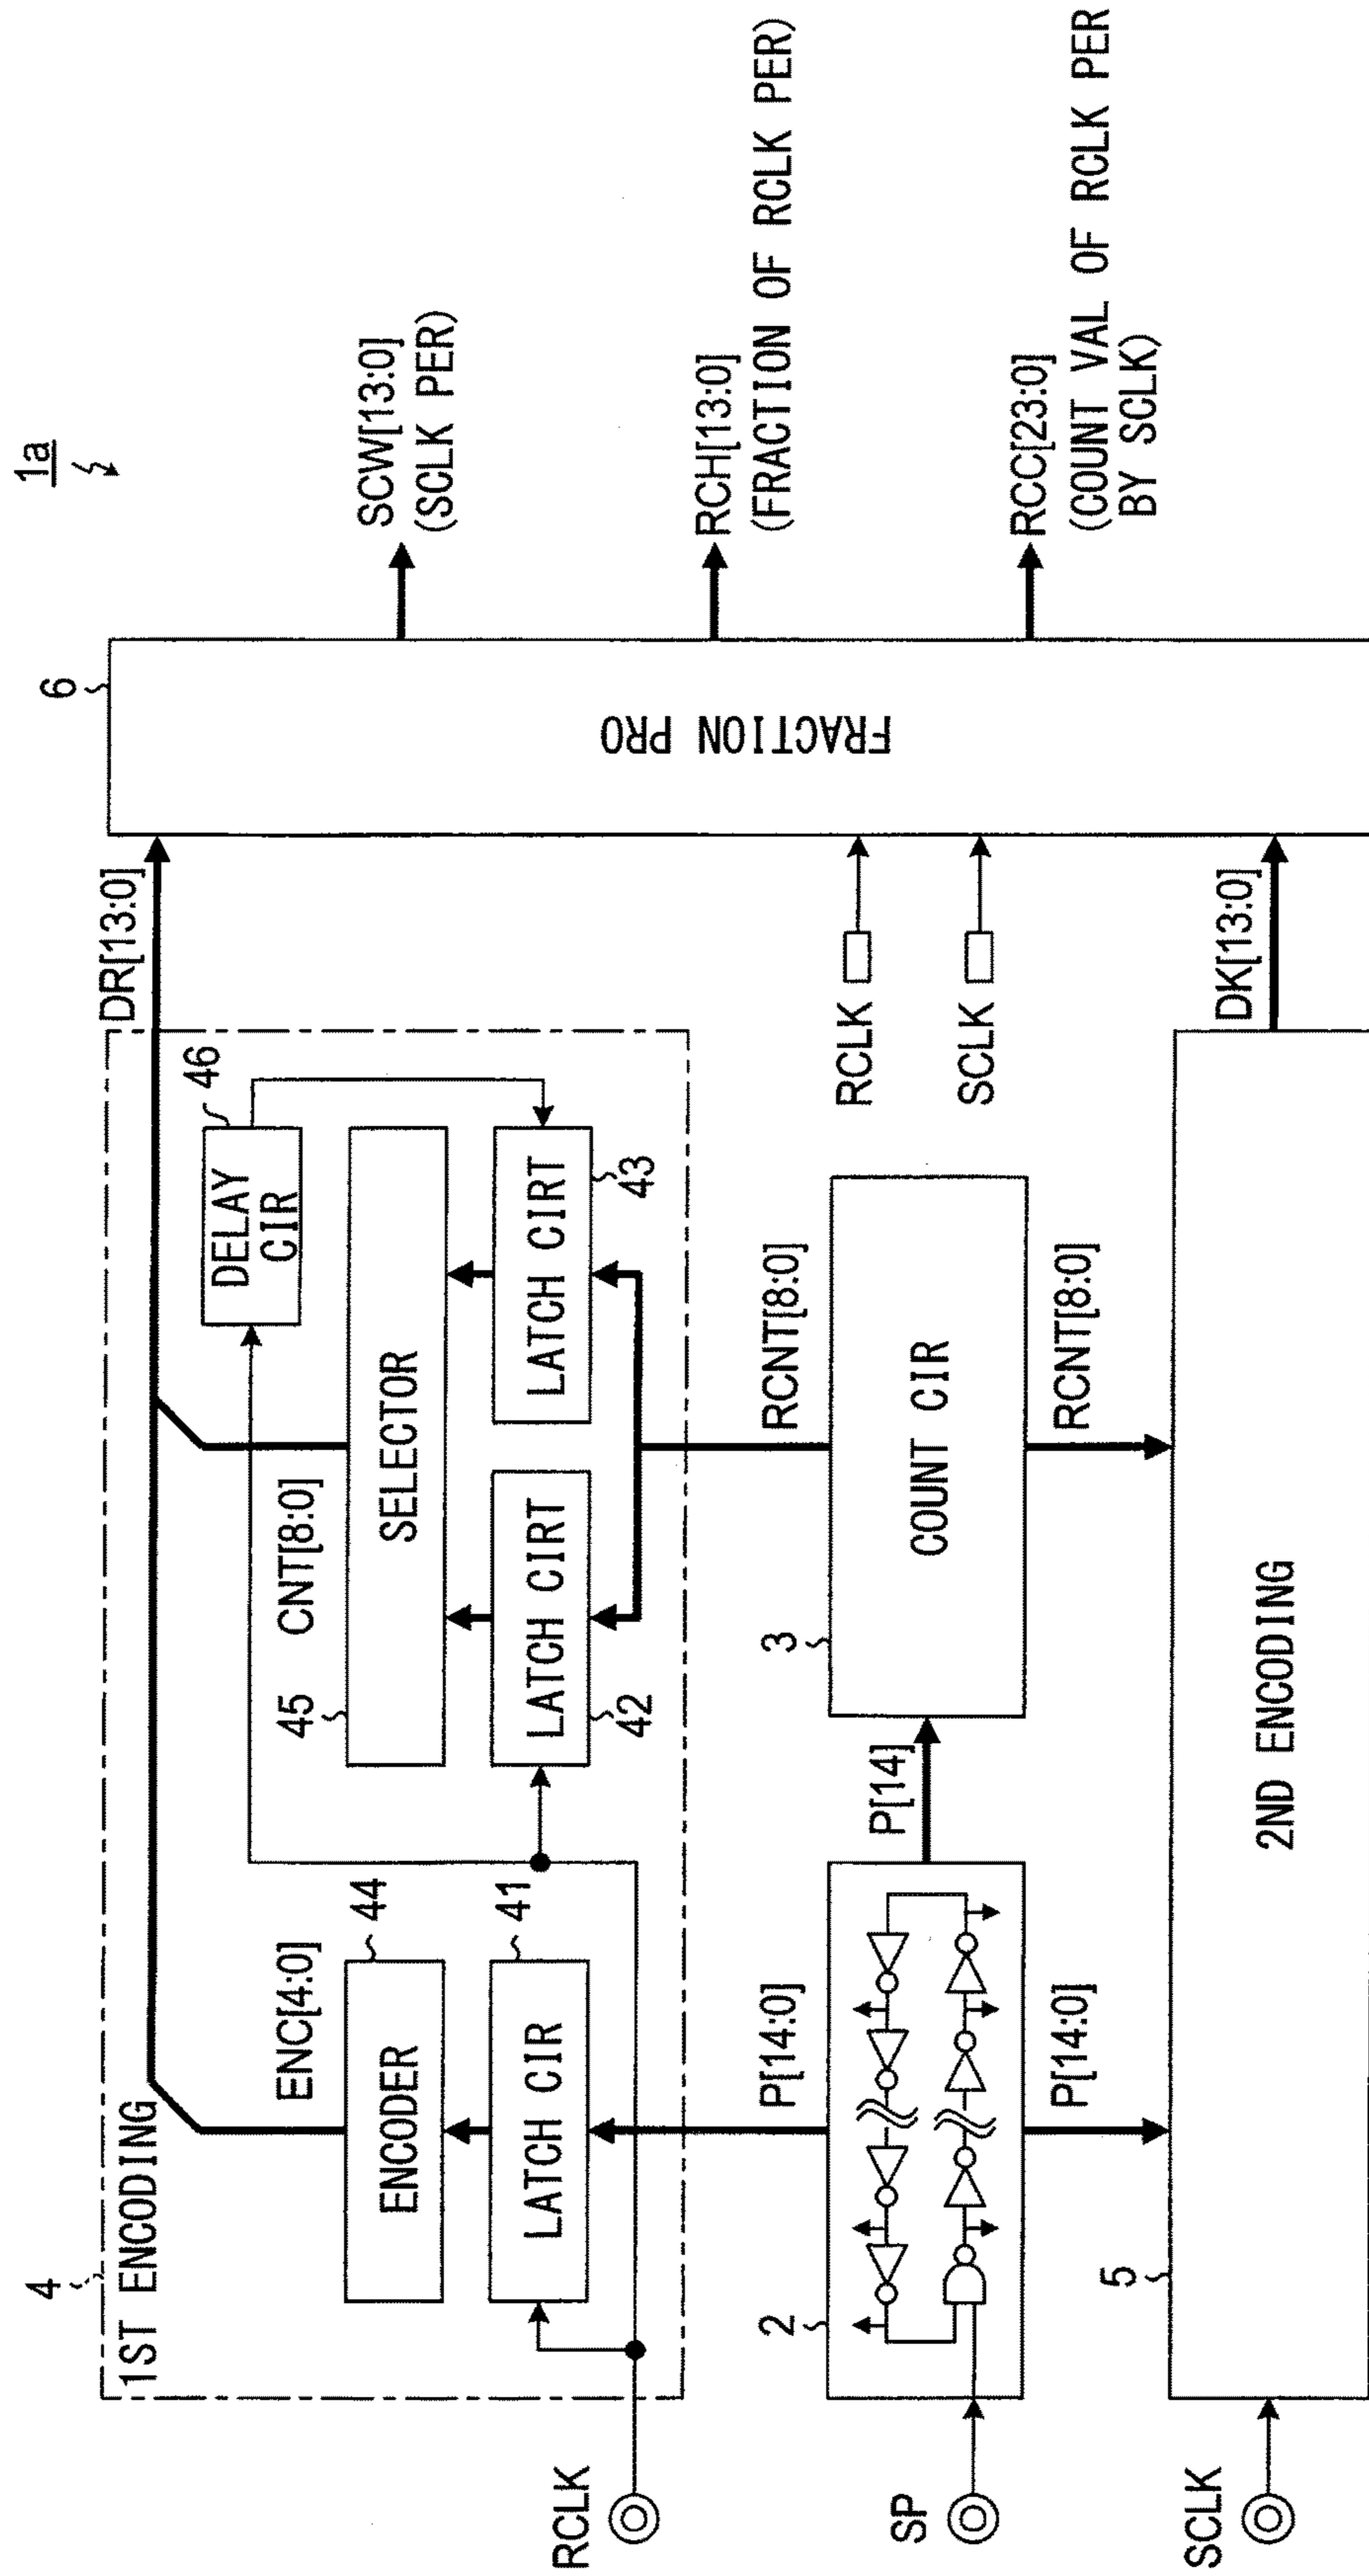 1a
4
1ST ENCODING
ENC[4:0]
44
ENCODER
41
LATCH CIR
CNT[8:0]
45
SELECTOR
LATCH CIRT
42
LATCH CIRT
43
46
DELAY
CIR
DR[13:0]
RCLK
P[14:0]
RCNT[8:0]
2
P[14]
3
COUNT CIR
SP
P[14:0]
RCNT[8:0]
RCLK
SCLK
5
2ND ENCODING
SCLK
DK[13:0]
6
FRACTION PRO
SCW[13:0]
(SCLK PER)
RCH[13:0]
(FRACTION OF RCLK PER)
RCC[23:0]
(COUNT VAL OF RCLK PER
BY SCLK)